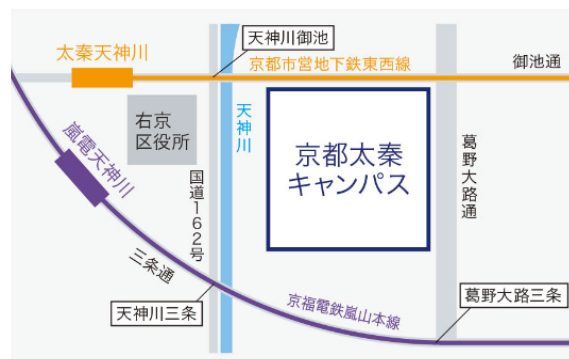 太秦天神川
天神川御池
京都市営地下鉄東西線
御池通
右京
区役所
天神川
京都太秦
キャンパス
葛野大路通
嵐電天神川
国道162号
三条通
天神川三条
京福電鉄嵐山本線
葛野大路三条